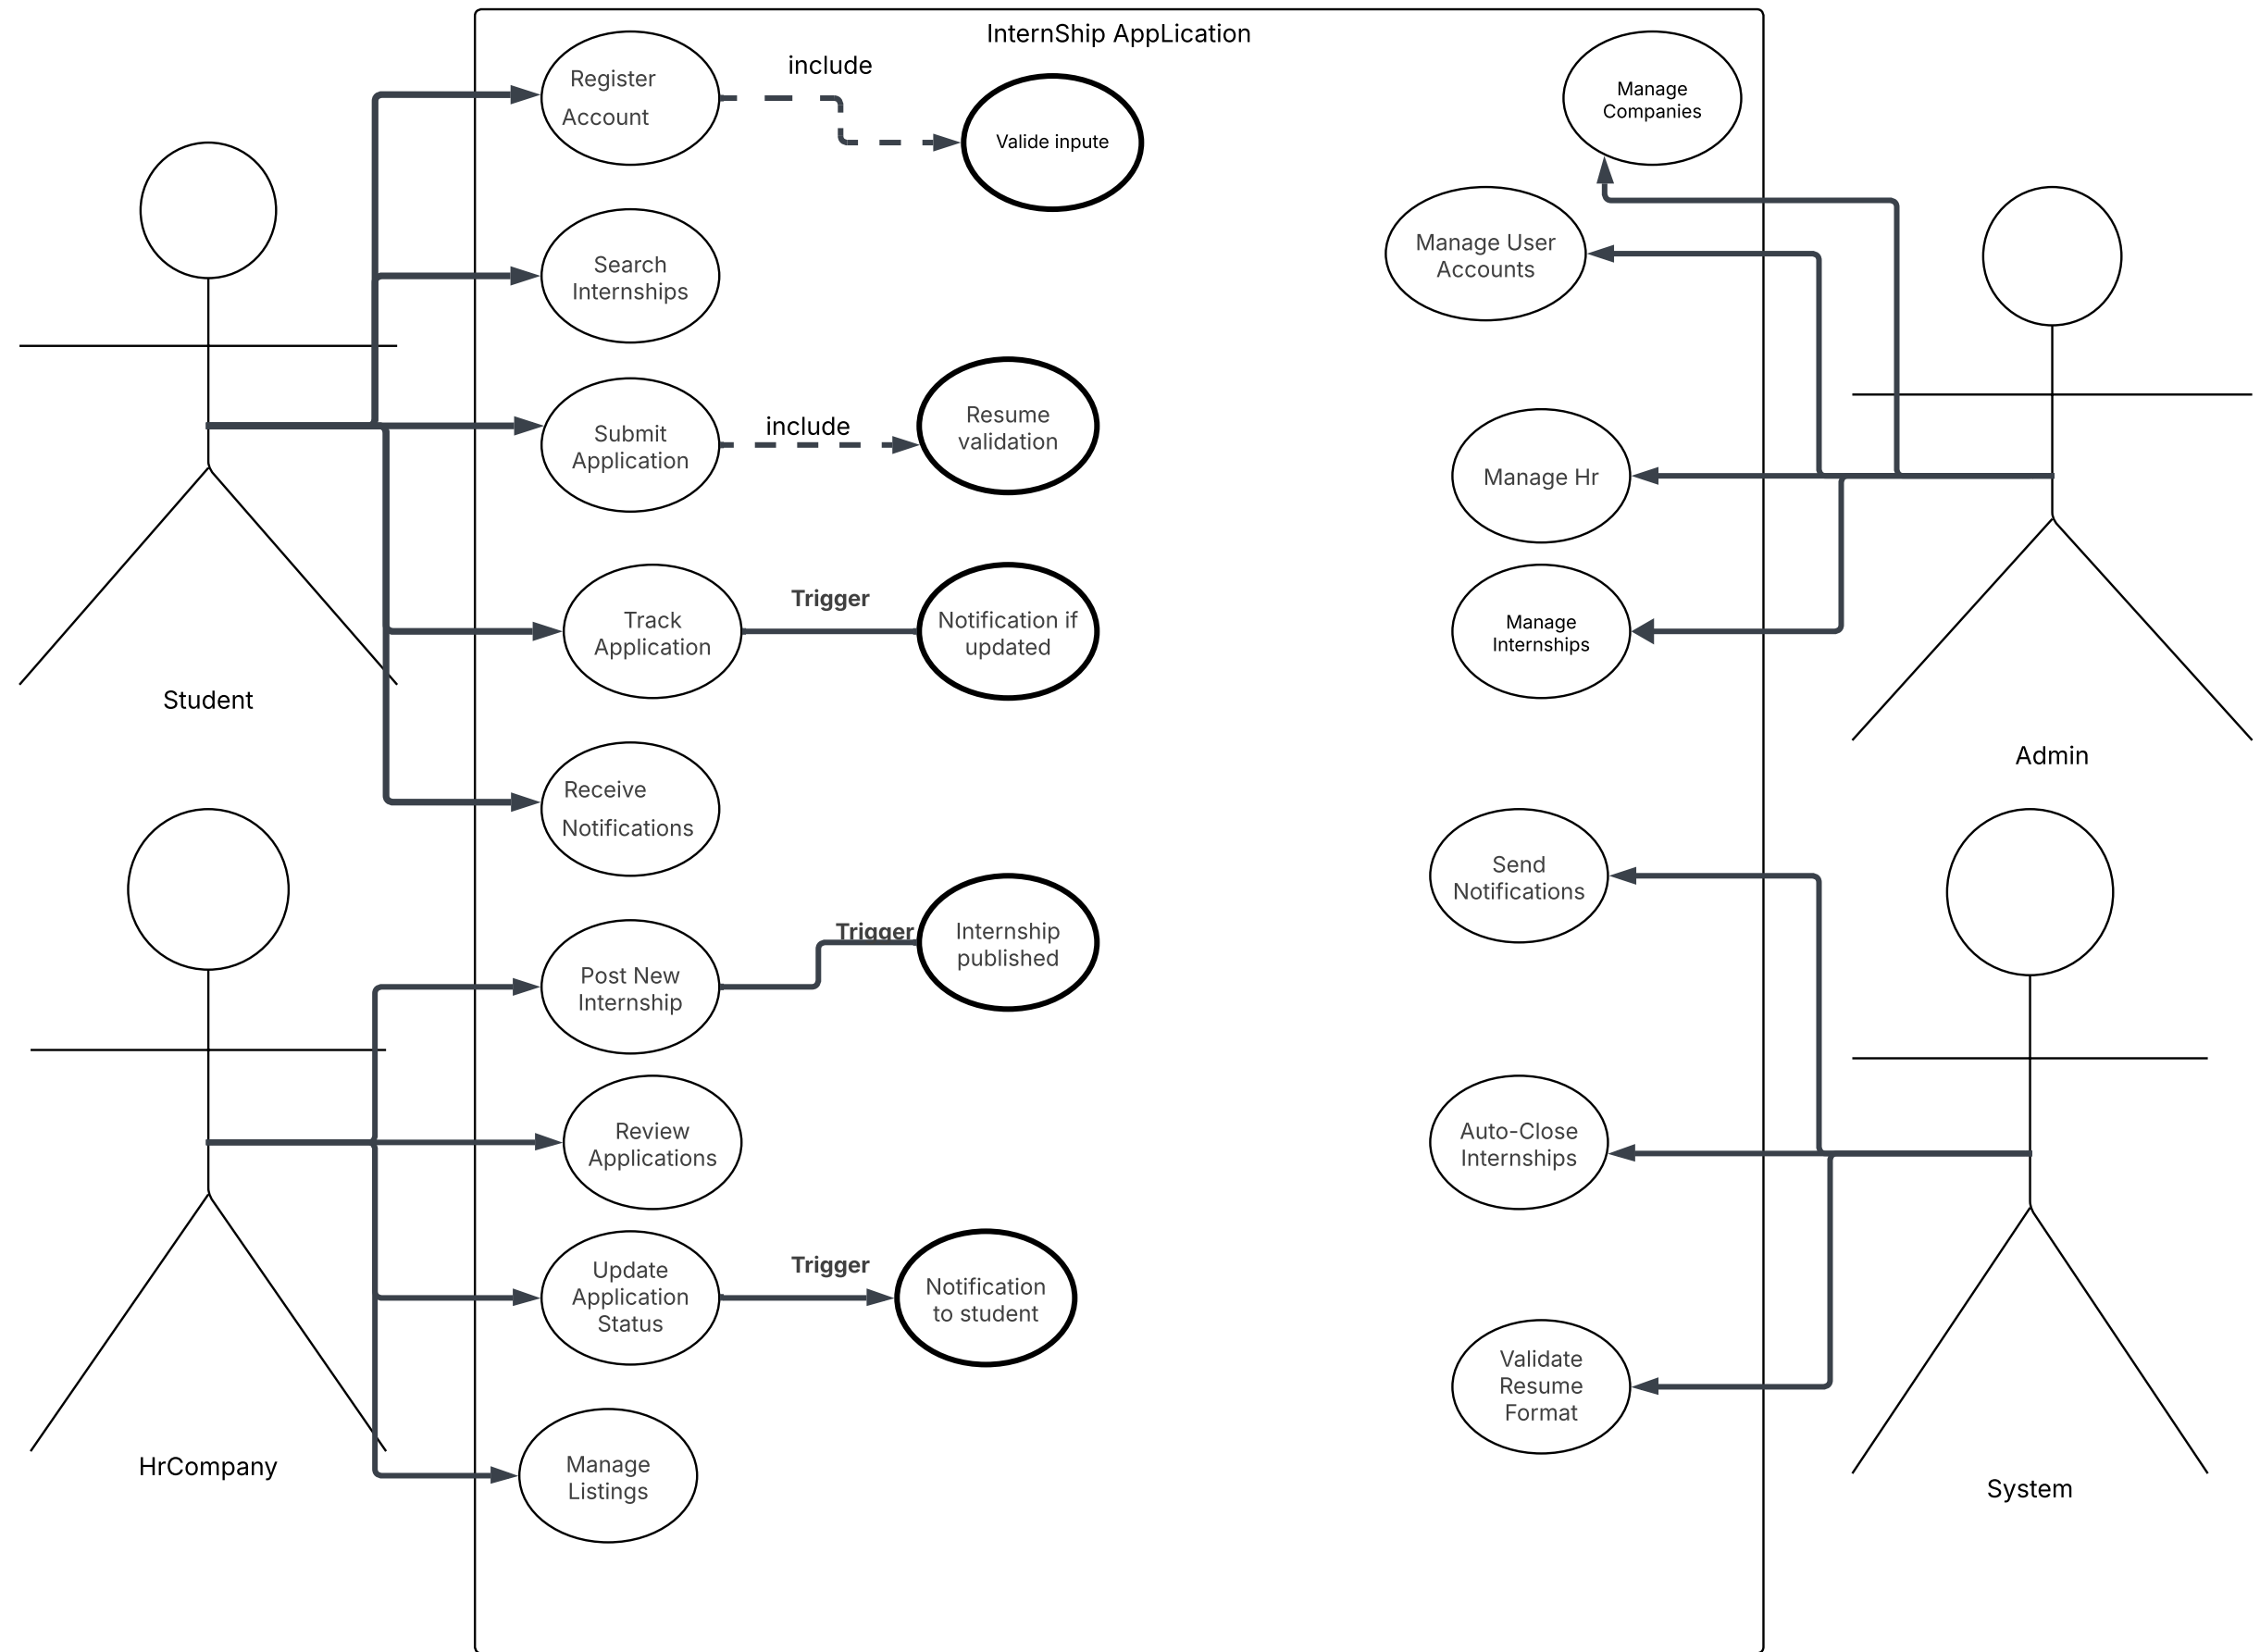 InternShip AppLication
Register
Account
include
Valide inpute
Search
Internships
Submit
Application
include
Resume
validation
Track
Application
Trigger
Notification if
updated
Receive
Notifications
Student
Post New
Internship
Trigger
Internship
published
Review
Applications
Update
Application
Status
Trigger
Notification
to student
Manage
Listings
HrCompany
Manage
Companies
Manage User
Accounts
Manage Hr
Manage
Internships
Admin
Send
Notifications
Auto-Close
Internships
Validate
Resume
Format
System